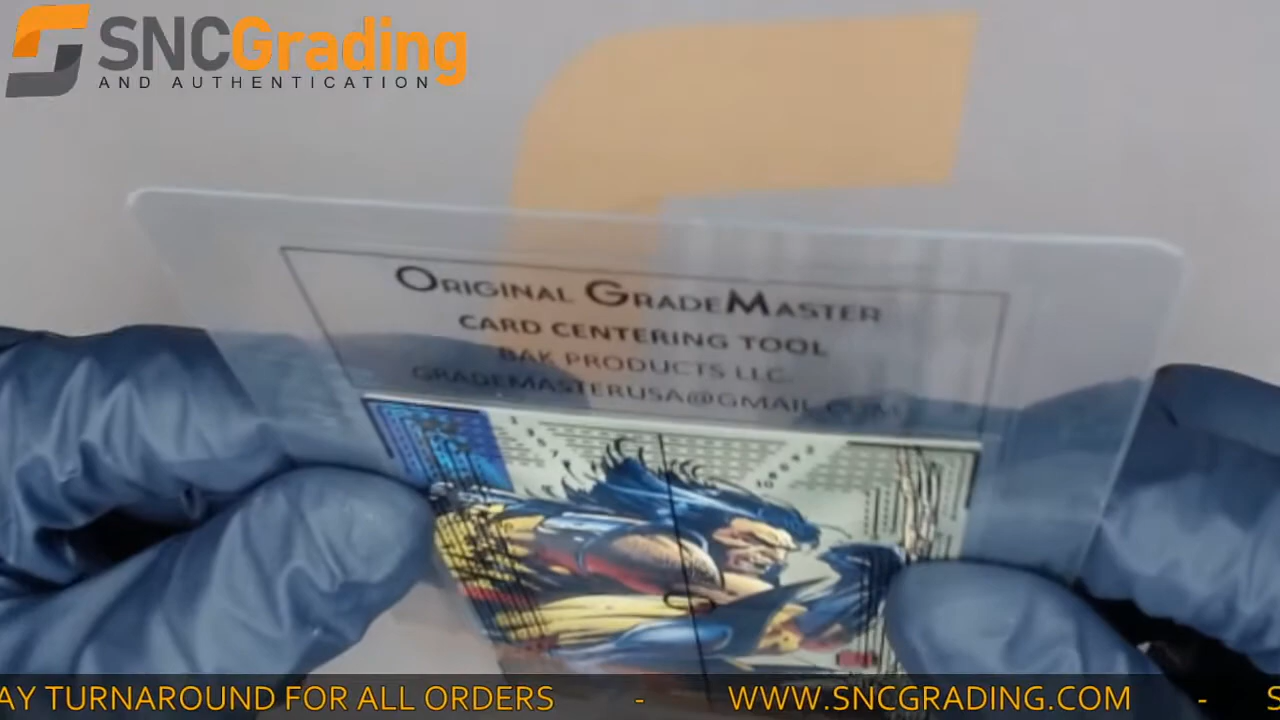 SNCGrading
AND AUTHENTICATION
ORIGINAL GRADEMASTER
CARD CENTERING TOOL
BAK PRODUCTS LLC.
GRADEMASTERUSA@GMAIL.COM
AY TURNAROUND FOR ALL ORDERS - WWW.SNCGRADING.COM - S